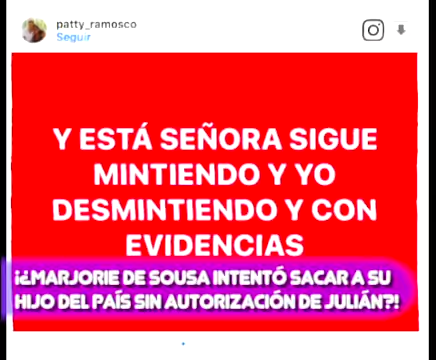 patty_ramosco
Seguir
Y ESTÁ SEÑORA SIGUE
MINTIENDO Y YO
DESMINTIENDO Y CON
EVIDENCIAS
¡¿MARJORIE DE SOUSA INTENTÓ SACAR A SU
HIJO DEL PAÍS SIN AUTORIZACIÓN DE JULIÁN?!